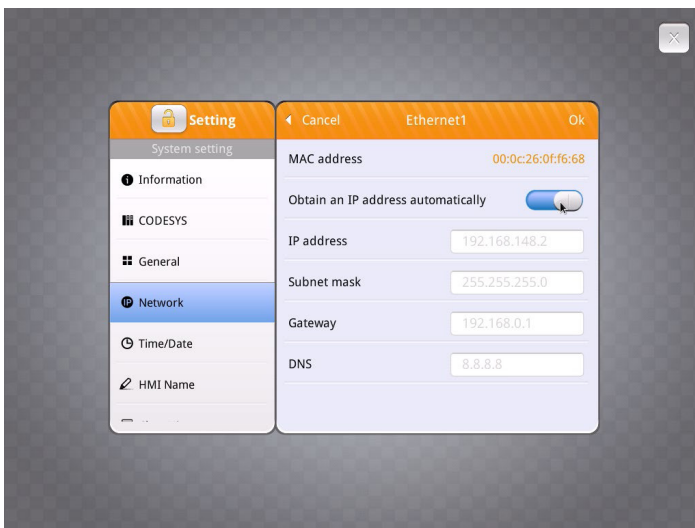 Setting
System setting
Information
CODESYS
General
IP Network
Time/Date
HMI Name
Cancel Ethernet1 Ok
MAC address 00:0c:26:0f:f6:68
Obtain an IP address automatically
IP address 192.168.148.2
Subnet mask 255.255.255.0
Gateway 192.168.0.1
DNS 8.8.8.8